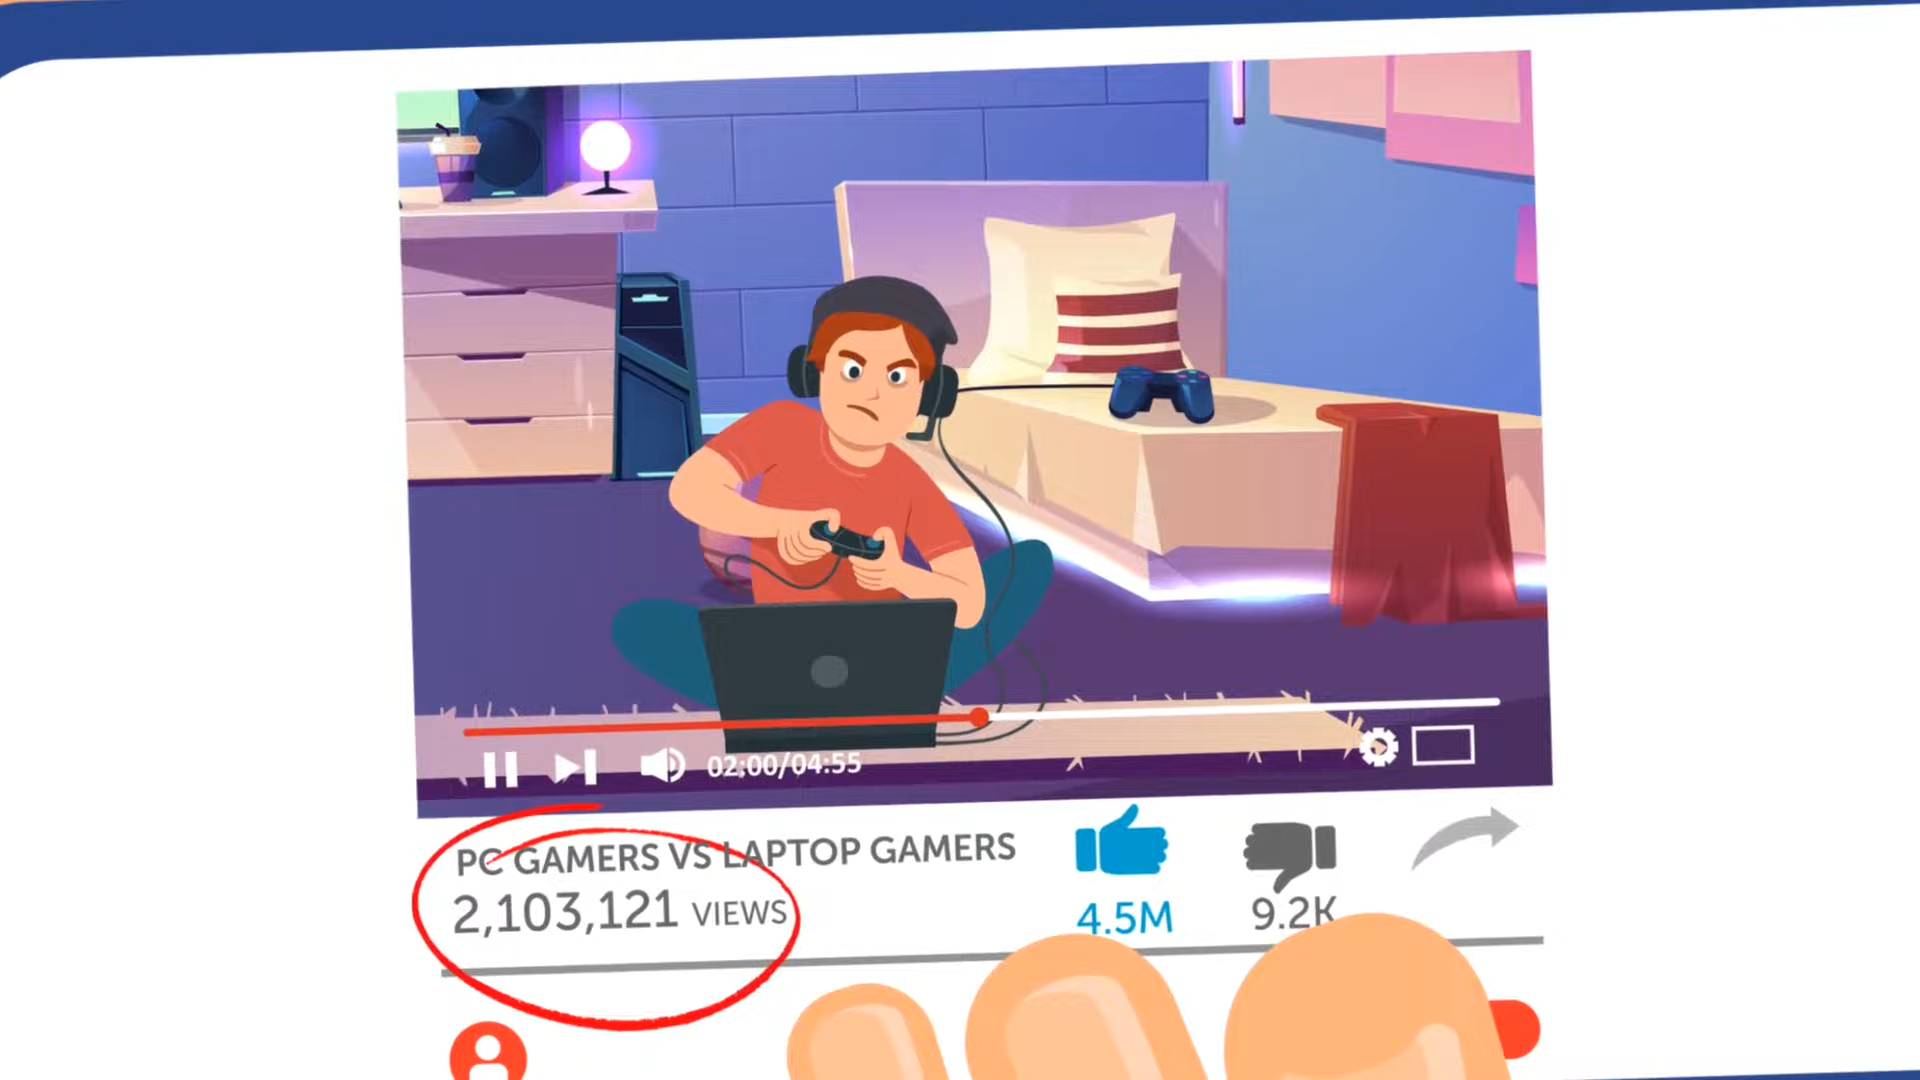 02:00/04:55
PC GAMERS VS LAPTOP GAMERS
2,103,121 VIEWS
4.5M
9.2K